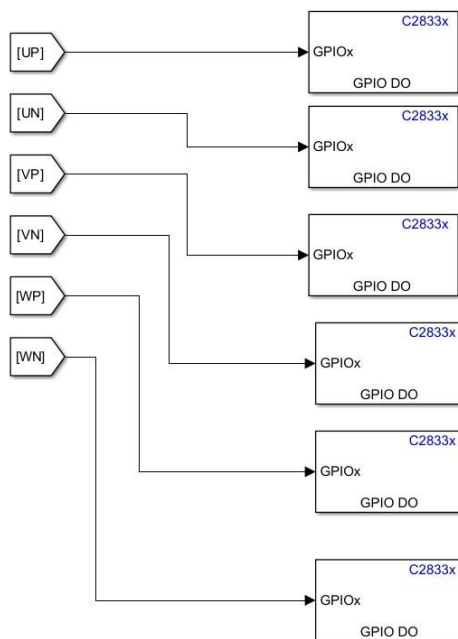 [UP]
C2833x
GPIOx
GPIO DO
[UN]
C2833x
GPIOx
GPIO DO
[VP]
C2833x
GPIOx
GPIO DO
[VN]
C2833x
GPIOx
GPIO DO
[WP]
C2833x
GPIOx
GPIO DO
[WN]
C2833x
GPIOx
GPIO DO